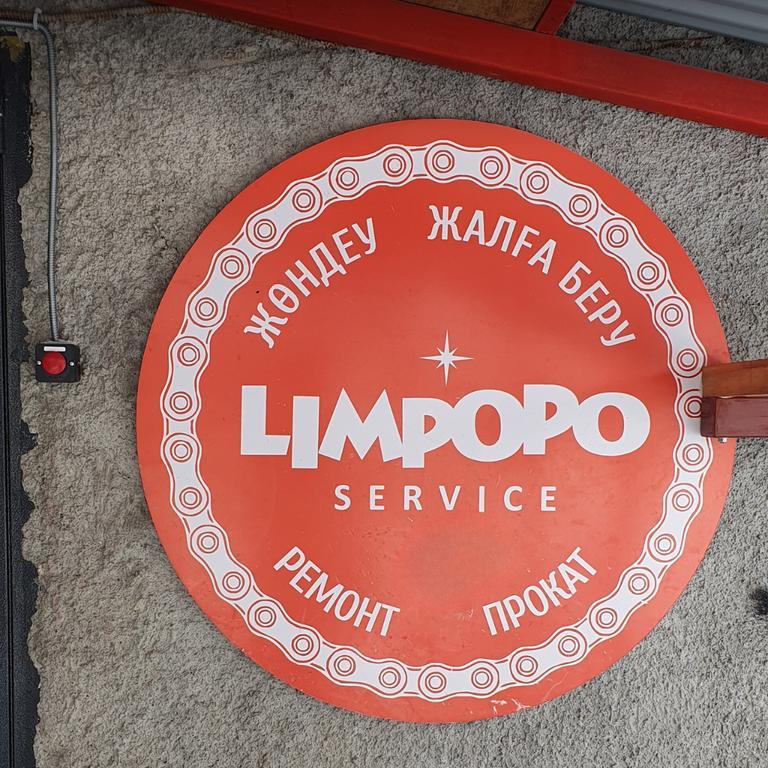 ЖӨНДЕУ
ЖАЛҒА БЕРУ
LIMPOPO
SERVICE
РЕМОНТ
ПРОКАТ